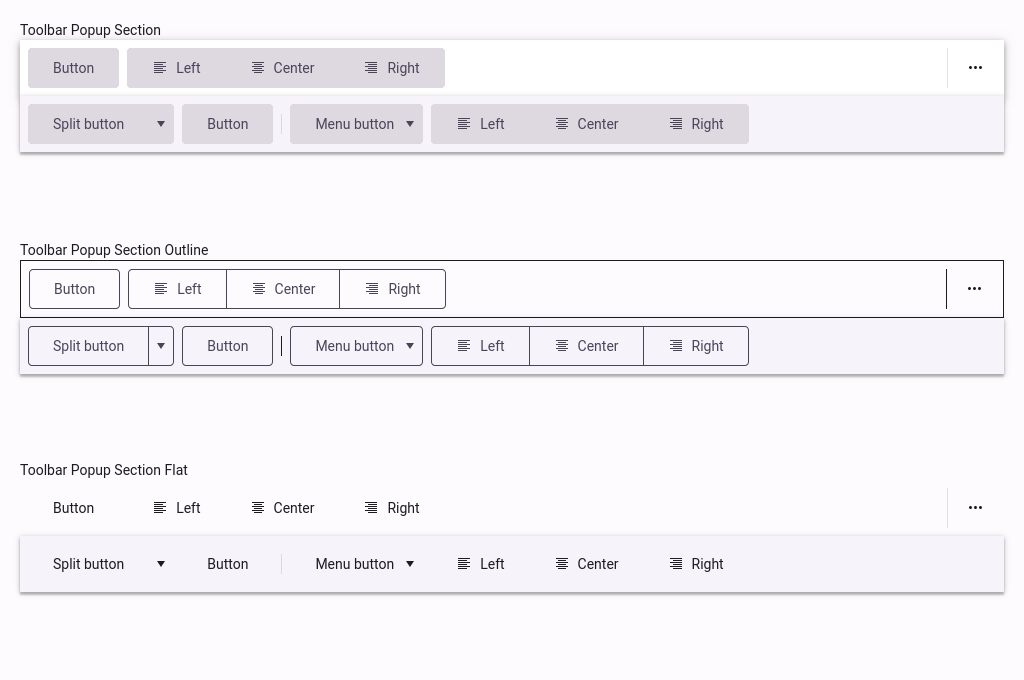 Toolbar Popup Section
Button Left Center Right
Split button Button Menu button Left Center Right
Toolbar Popup Section Outline
Button Left Center Right
Split button Button Menu button Left Center Right
Toolbar Popup Section Flat
Button Left Center Right
Split button Button Menu button Left Center Right